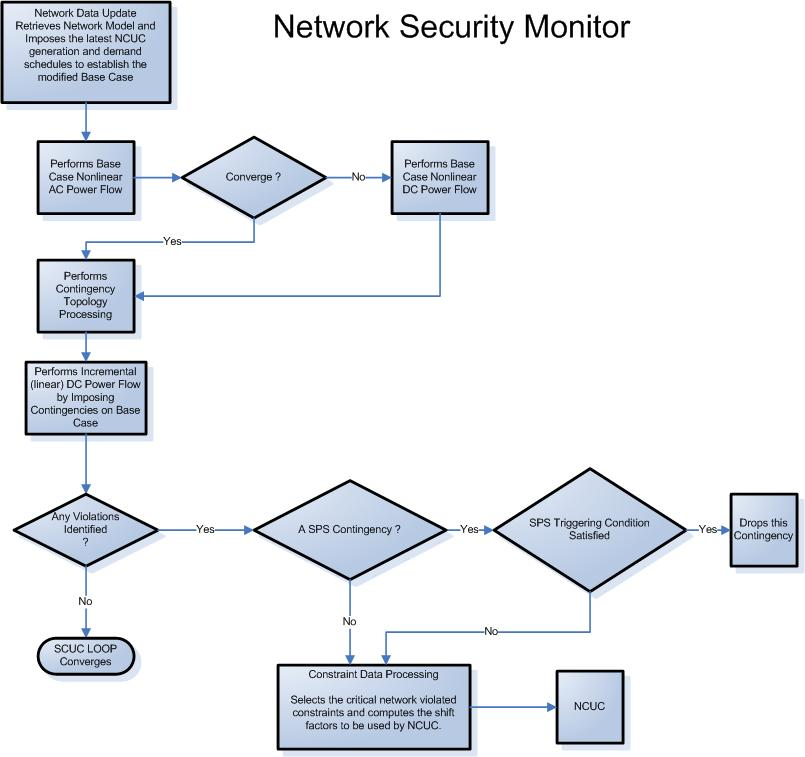 Network Security Monitor
Network Data Update
Retrieves Network Model and
Imposes the latest NCUC
generation and demand
schedules to establish the
modified Base Case
Performs Base
Case Nonlinear
AC Power Flow
Converge ?
No
Performs Base
Case Nonlinear
DC Power Flow
Yes
Performs
Contingency
Topology
Processing
Performs Incremental
(linear) DC Power Flow
by Imposing
Contingencies on Base
Case
Any Violations
Identified
?
Yes
A SPS Contingency ?
Yes
SPS Triggering Condition
Satisfied
Yes
Drops this
Contingency
No
No
No
SCUC LOOP
Converges
Constraint Data Processing
Selects the critical network violated
constraints and computes the shift
factors to be used by NCUC.
NCUC